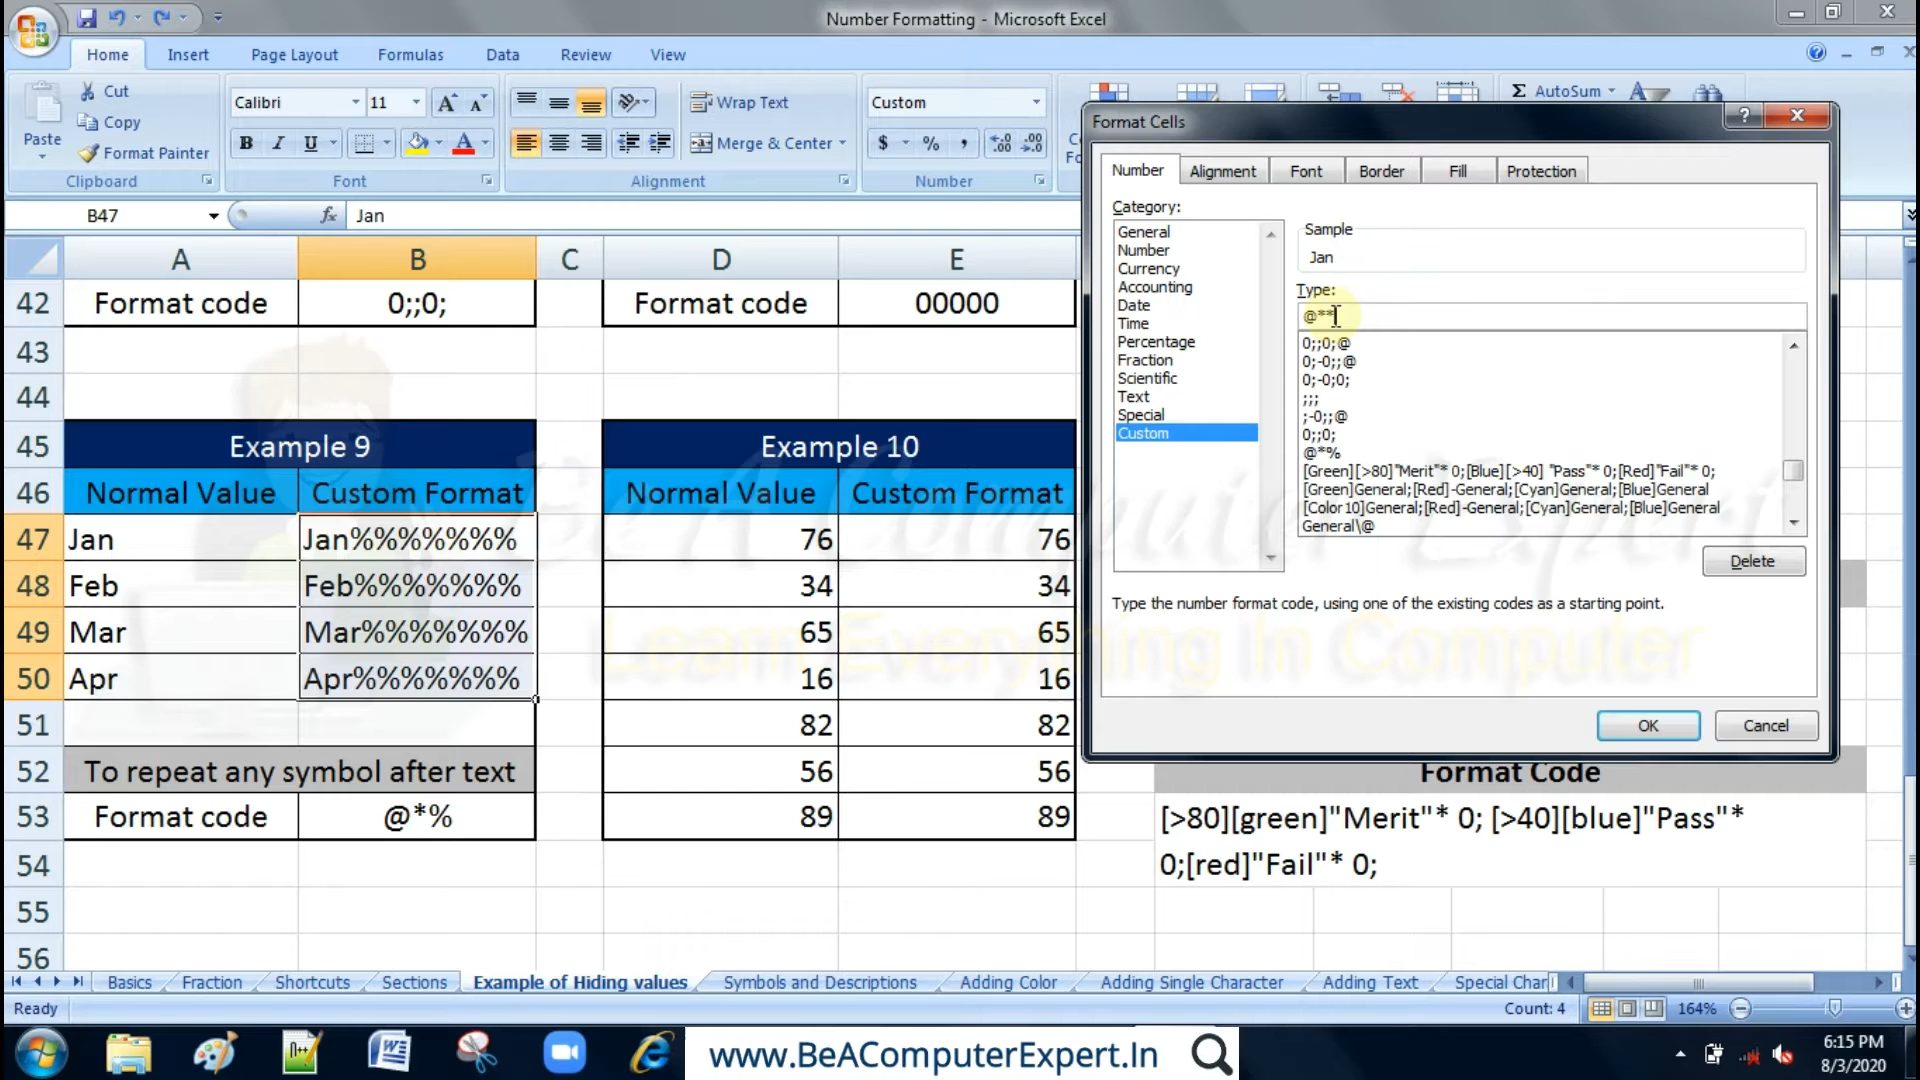 Number Formatting - Microsoft Excel
Home Insert Page Layout Formulas Data Review View
Cut
Copy
Format Painter
Paste
Clipboard
Calibri 11
B I U
Font
Wrap Text
Merge & Center
Alignment
Custom
$ % ,
Number
Σ AutoSum
B47 fx Jan
A B C D E
42 Format code 0;;0; Format code 00000
43
44
45 Example 9 Example 10
46 Normal Value Custom Format Normal Value Custom Format
47 Jan Jan%%%%%%% 76 76
48 Feb Feb%%%%%%% 34 34
49 Mar Mar%%%%%%% 65 65
50 Apr Apr%%%%%%% 16 16
51 82 82
52 To repeat any symbol after text 56 56
53 Format code @*% 89 89
54
55
56
Format Code
[>80][green]"Merit"* 0; [>40][blue]"Pass"*
0;[red]"Fail"* 0;
Format Cells
Number Alignment Font Border Fill Protection
Category:
General
Number
Currency
Accounting
Date
Time
Percentage
Fraction
Scientific
Text
Special
Custom
Sample
Jan
Type:
@**
0;;0;@
0;-0;;@
0;-0;0;
;;;
;-0;;@
0;;0;
@*%
[Green][>80]"Merit"* 0;[Blue][>40] "Pass"* 0;[Red]"Fail"* 0;
[Green]General;[Red]-General;[Cyan]General;[Blue]General
[Color10]General;[Red]-General;[Cyan]General;[Blue]General
General\@
Delete
Type the number format code, using one of the existing codes as a starting point.
OK Cancel
Be A Computer Expert
Learn Everything In Computer
Basics Fraction Shortcuts Sections Example of Hiding values Symbols and Descriptions Adding Color Adding Single Character Adding Text Special Char
Ready Count: 4 164%
www.BeAComputerExpert.In
6:15 PM
8/3/2020